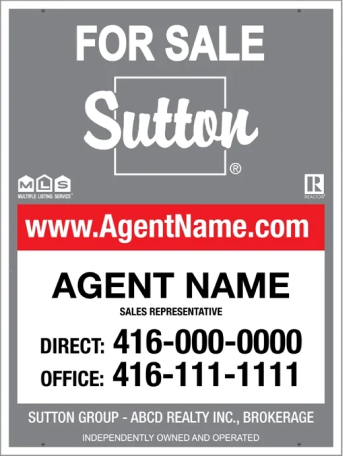 FOR SALE
Sutton
®
MLS
MULTIPLE LISTING SERVICE
R
REALTOR
www.AgentName.com
AGENT NAME
SALES REPRESENTATIVE
DIRECT: 416-000-0000
OFFICE: 416-111-1111
SUTTON GROUP - ABCD REALTY INC., BROKERAGE
INDEPENDENTLY OWNED AND OPERATED